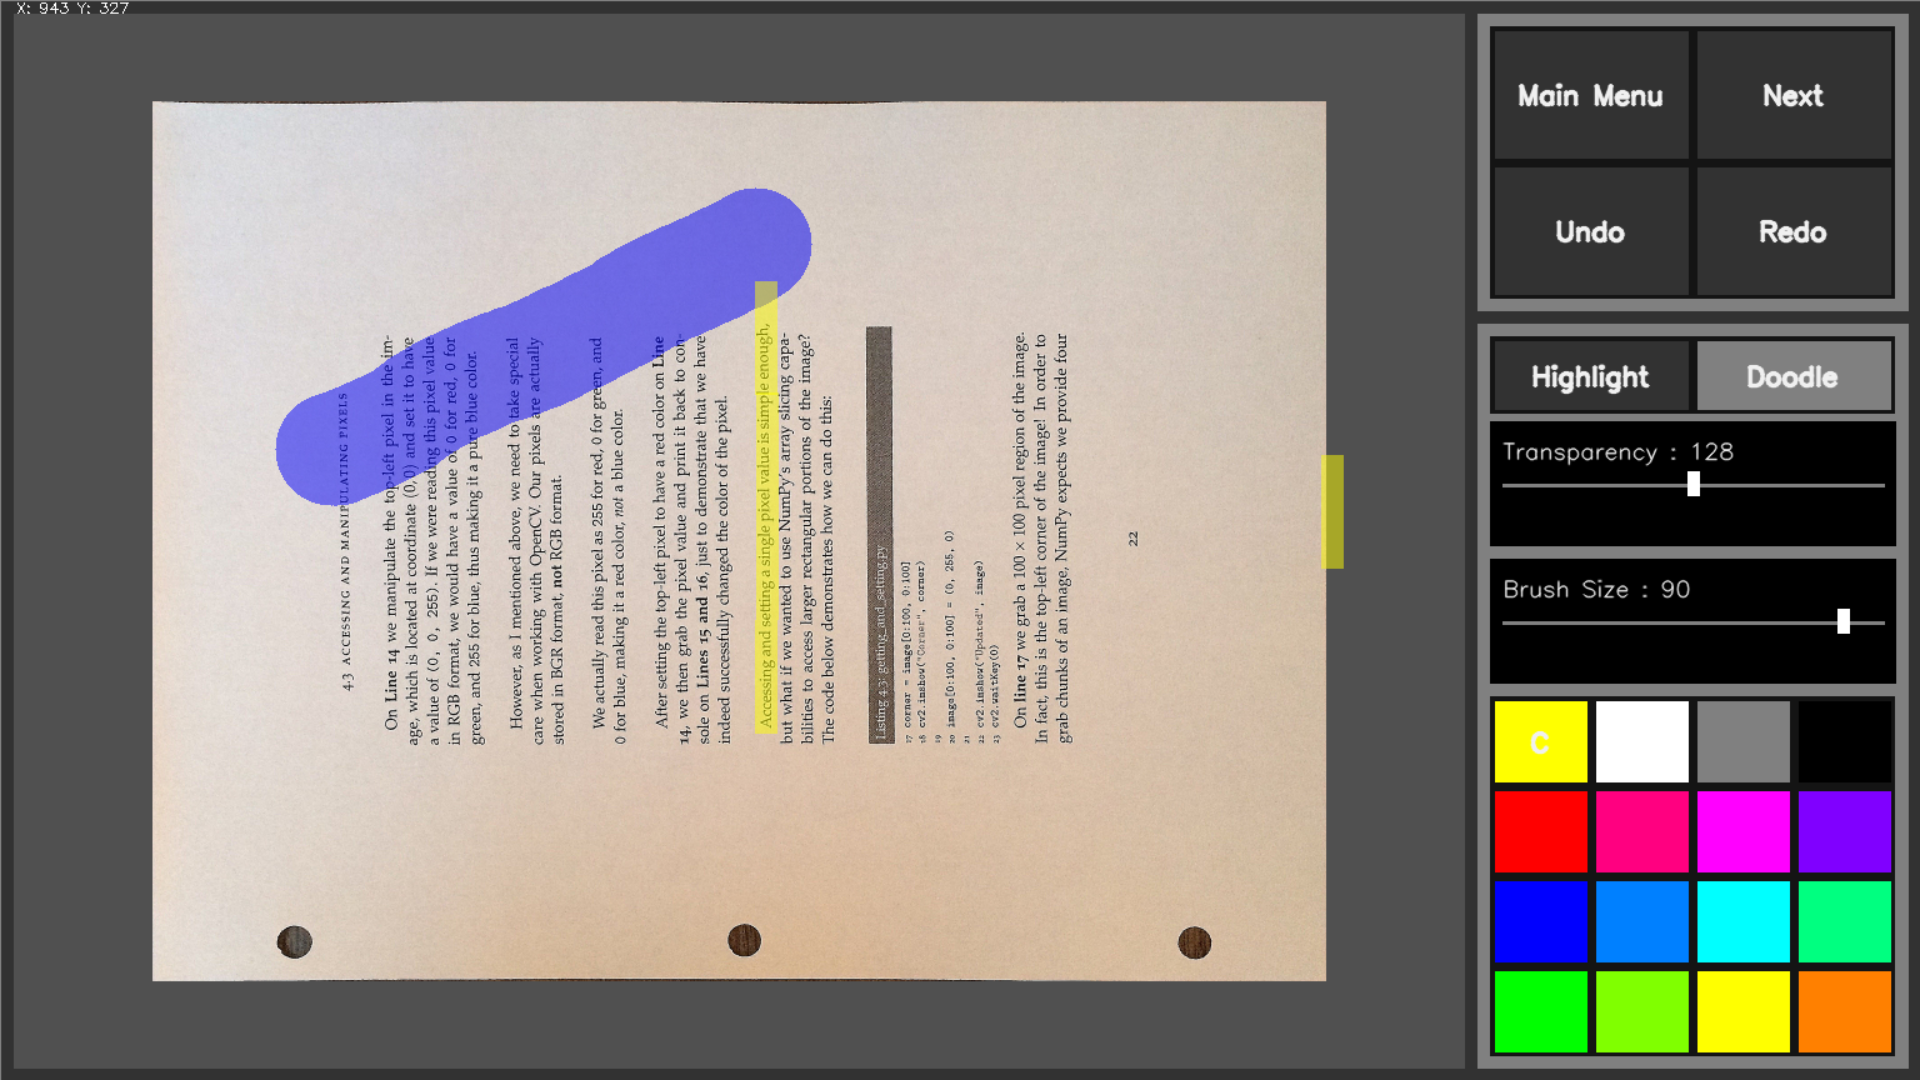 X: 943 Y: 327
4.3 ACCESSING AND MANIPULATING PIXELS
On Line 14 we manipulate the top-left pixel in the im-
age, which is located at coordinate (0,0) and set it to have
a value of (0, 0, 255). If we were reading this pixel value
in RGB format, we would have a value of 0 for red, 0 for
green, and 255 for blue, thus making it a pure blue color.
However, as I mentioned above, we need to take special
care when working with OpenCV. Our pixels are actually
stored in BGR format, not RGB format.
We actually read this pixel as 255 for red, 0 for green, and
0 for blue, making it a red color, not a blue color.
After setting the top-left pixel to have a red color on Line
14, we then grab the pixel value and print it back to con-
sole on Lines 15 and 16, just to demonstrate that we have
indeed successfully changed the color of the pixel.
Accessing and setting a single pixel value is simple enough,
but what if we wanted to use NumPy's array slicing capa-
bilities to access larger rectangular portions of the image?
The code below demonstrates how we can do this:
Listing 4.3: getting_and_setting.py
17 corner = image[0:100, 0:100]
18 cv2.imshow("Corner", corner)
19
20 image[0:100, 0:100] = (0, 255, 0)
21
22 cv2.imshow("Updated", image)
23 cv2.waitKey(0)
On line 17 we grab a 100 × 100 pixel region of the image.
In fact, this is the top-left corner of the image! In order to
grab chunks of an image, NumPy expects we provide four
22
Main Menu
Next
Undo
Redo
Highlight
Doodle
Transparency : 128
Brush Size : 90
C